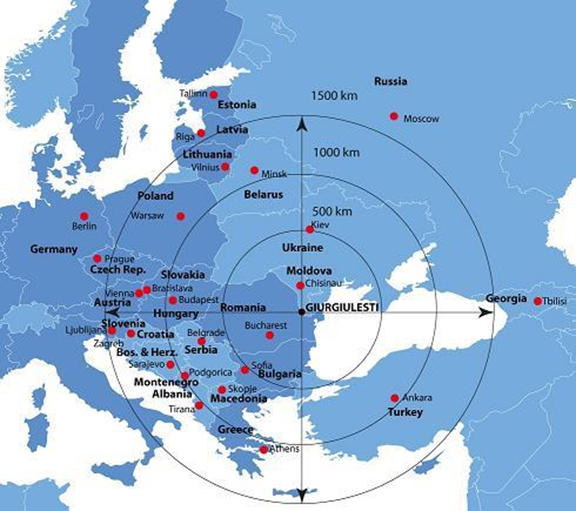 Russia
1500 km
Tallinn
Estonia
Moscow
Riga
Latvia
Lithuania
1000 km
Vilnius
Minsk
Poland
Belarus
Warsaw
500 km
Berlin
Kiev
Germany
Ukraine
Prague
Czech Rep.
Slovakia
Moldova
Chisinau
Vienna
Bratislava
Austria
Budapest
Georgia
Tbilisi
Hungary
Romania
GIURGIULESTI
Slovenia
Ljubljana
Croatia
Zagreb
Belgrade
Bucharest
Bos. & Herz.
Serbia
Sarajevo
Podgorica
Sofia
Bulgaria
Montenegro
Skopje
Albania
Macedonia
Ankara
Tirana
Turkey
Greece
Athens